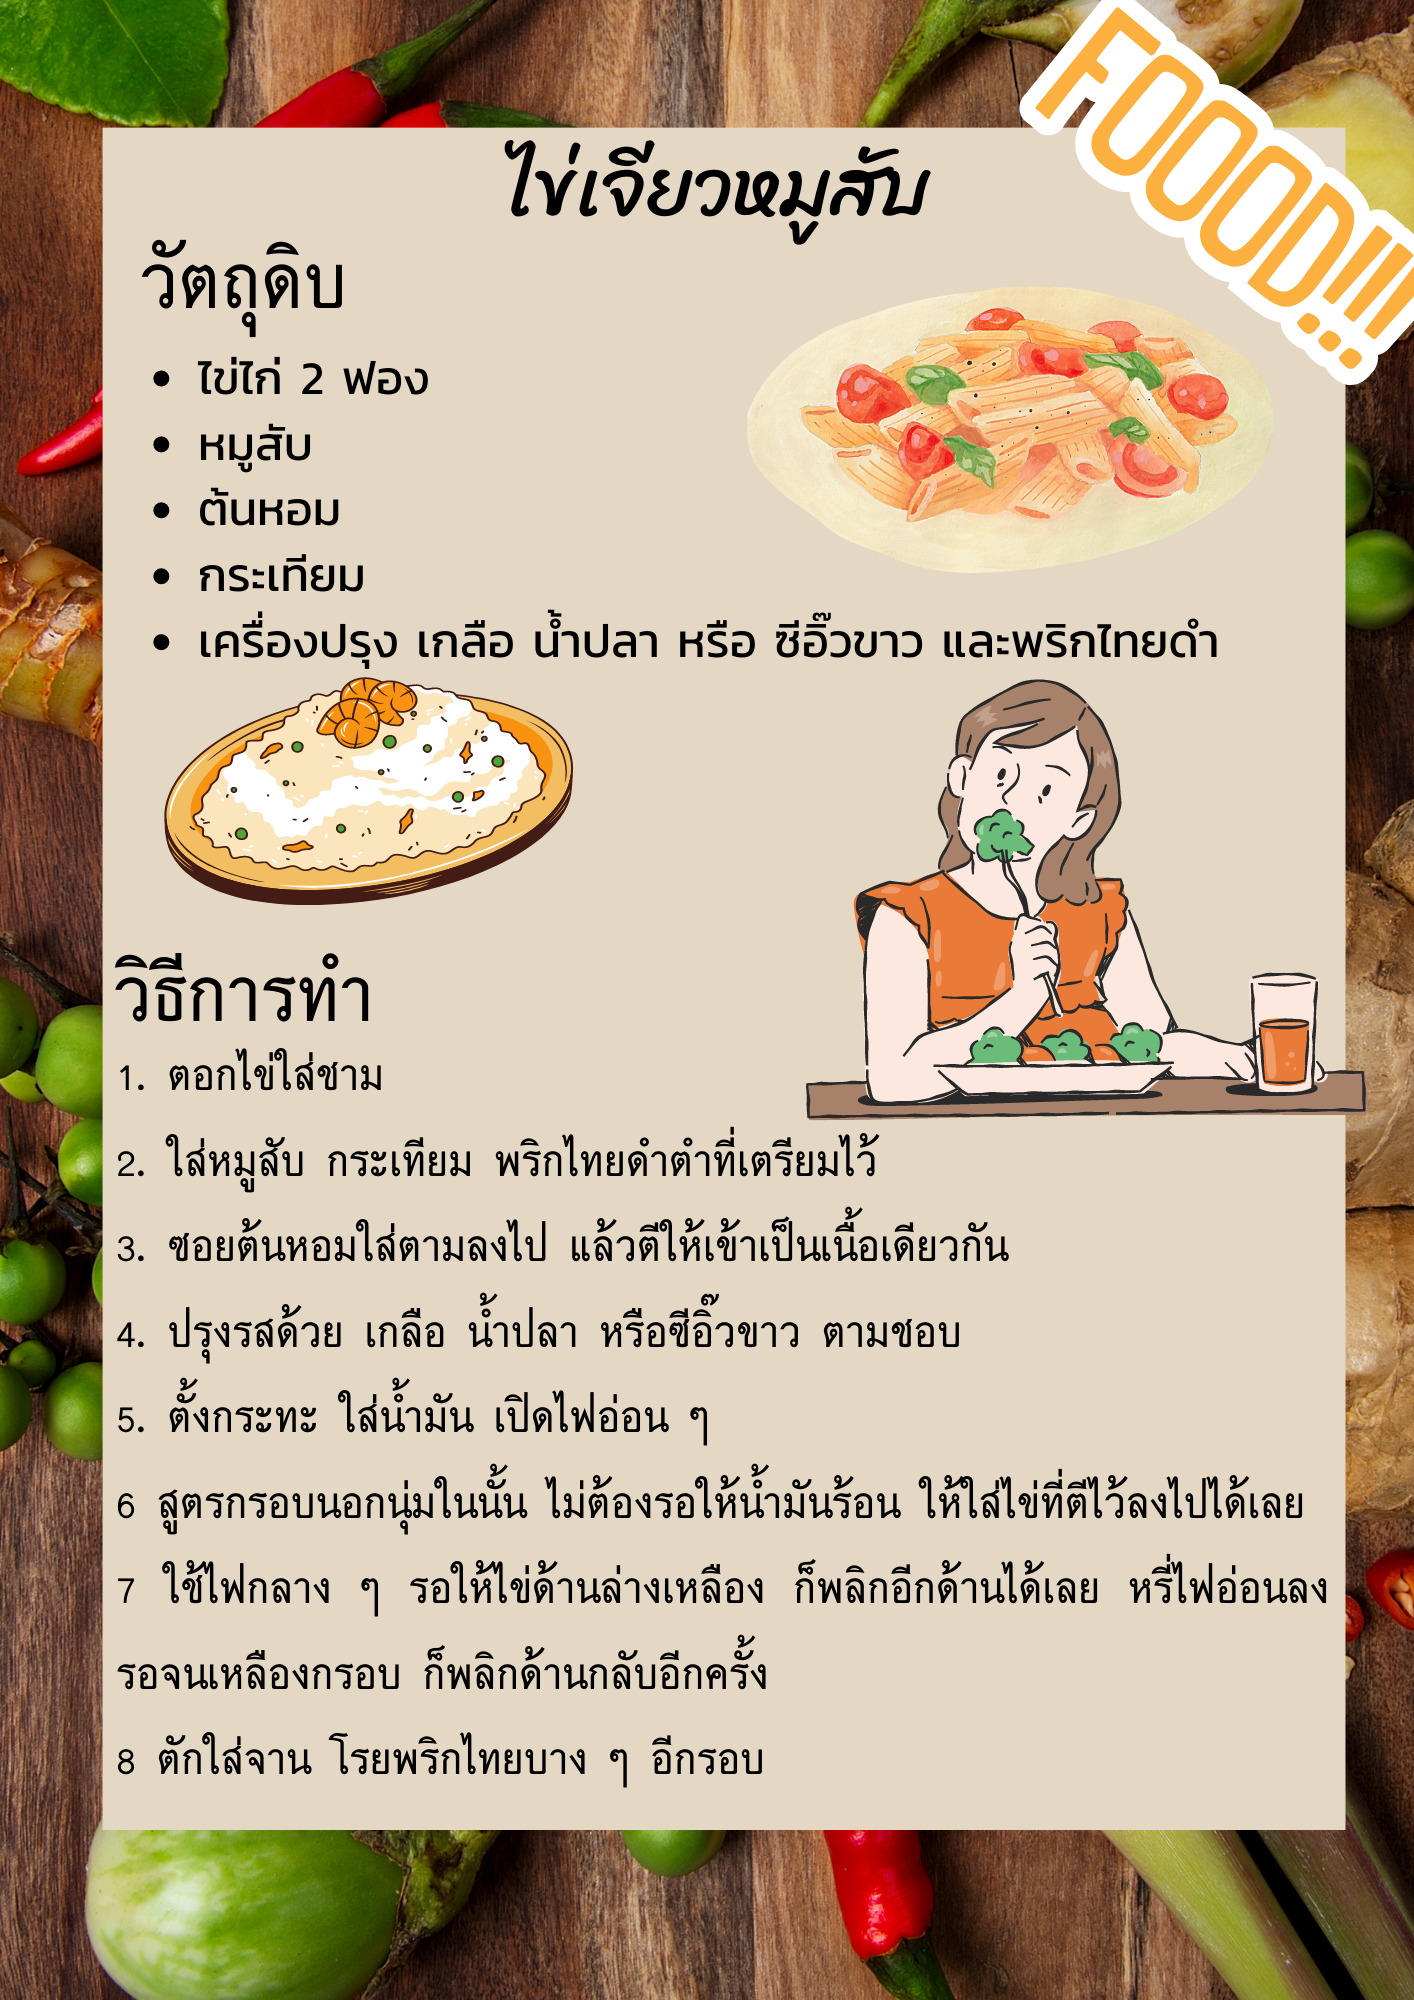 FOOOD!!!
ไข่เจียวหมูสับ
วัตถุดิบ
• ไข่ไก่ 2 ฟอง
• หมูสับ
• ต้นหอม
• กระเทียม
• เครื่องปรุง เกลือ น้ำปลา หรือ ซีอิ๊วขาว และพริกไทยดำ
วิธีการทำ
1. ตอกไข่ใส่ชาม
2. ใส่หมูสับ กระเทียม พริกไทยดำตำที่เตรียมไว้
3. ซอยต้นหอมใส่ตามลงไป แล้วตีให้เข้าเป็นเนื้อเดียวกัน
4. ปรุงรสด้วย เกลือ น้ำปลา หรือซีอิ๊วขาว ตามชอบ
5. ตั้งกระทะ ใส่น้ำมัน เปิดไฟอ่อน ๆ
6 สูตรกรอบนอกนุ่มในนั้น ไม่ต้องรอให้น้ำมันร้อน ให้ใส่ไข่ที่ตีไว้ลงไปได้เลย
7 ใช้ไฟกลาง ๆ รอให้ไข่ด้านล่างเหลือง ก็พลิกอีกด้านได้เลย หรี่ไฟอ่อนลง
รอจนเหลืองกรอบ ก็พลิกด้านกลับอีกครั้ง
8 ตักใส่จาน โรยพริกไทยบาง ๆ อีกรอบ